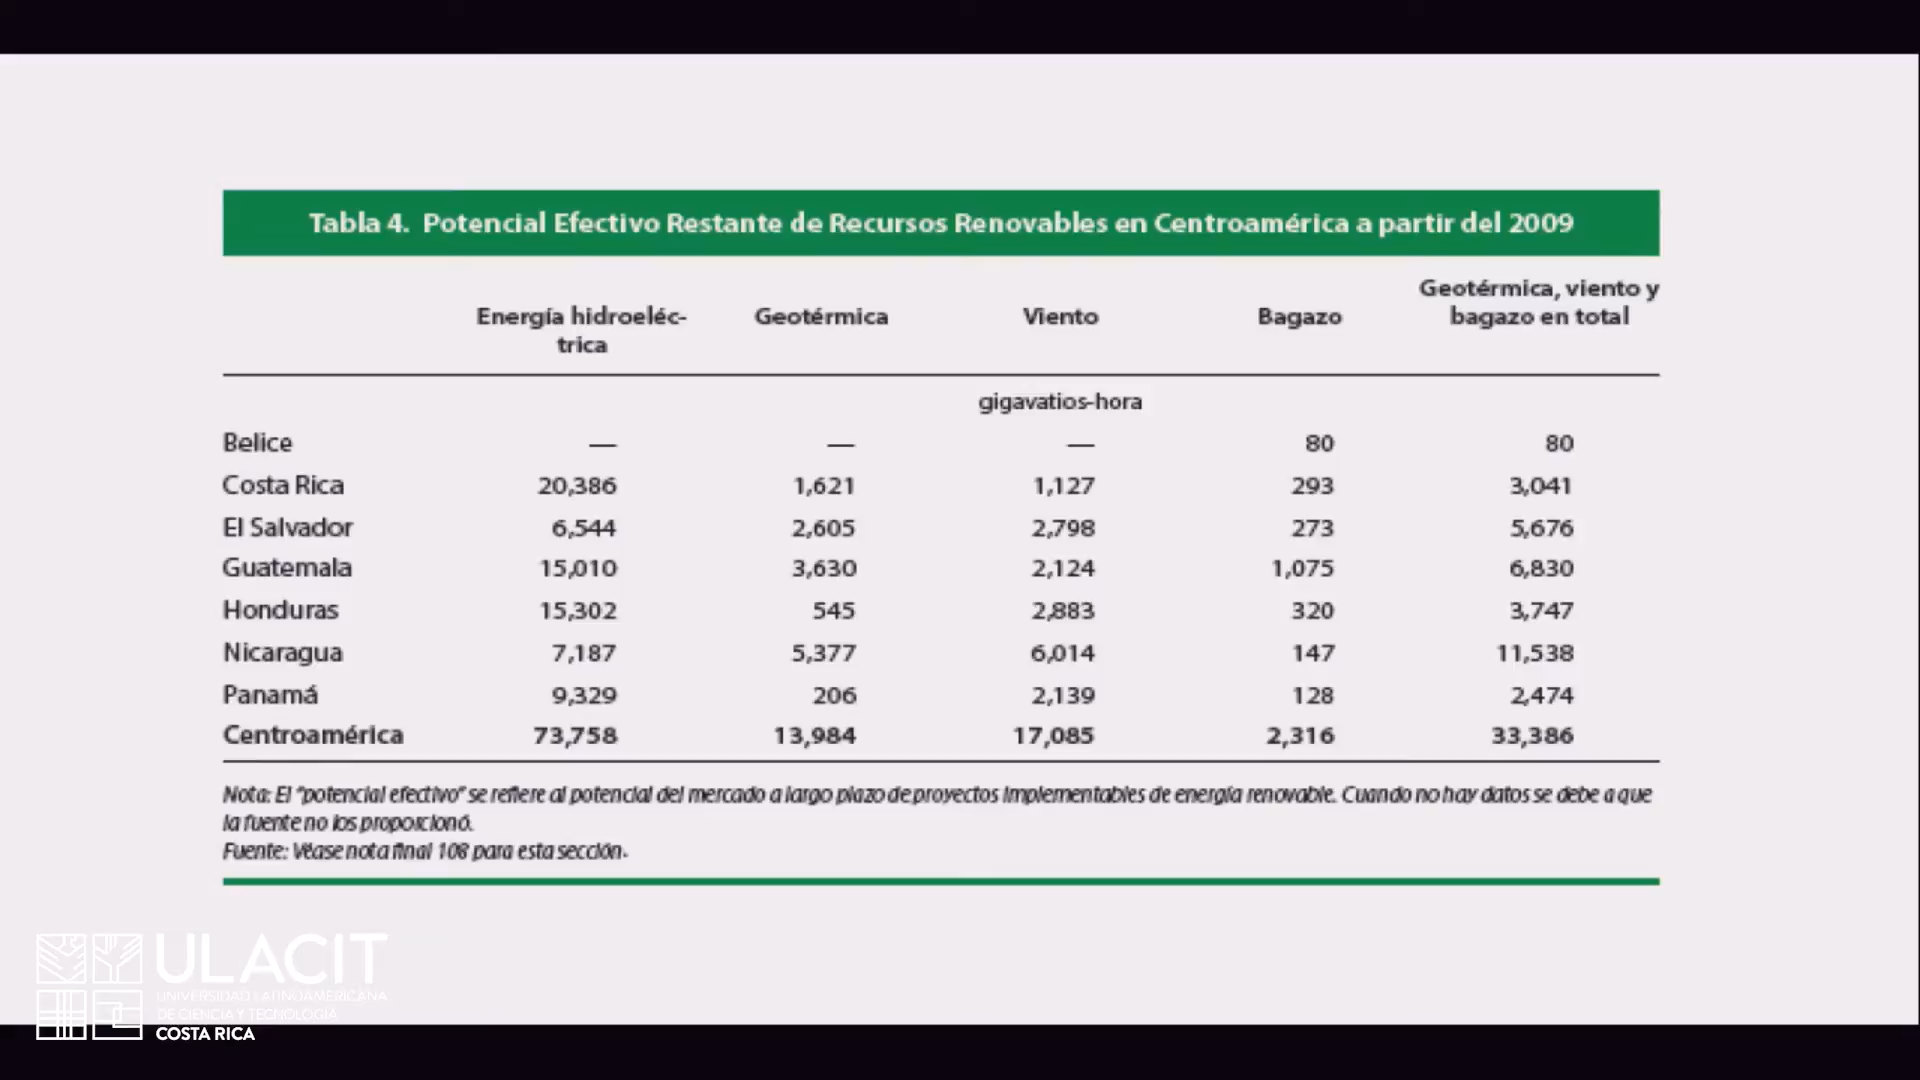 Tabla 4. Potencial Efectivo Restante de Recursos Renovables en Centroamérica a partir del 2009
Energía hidroeléc-trica Geotérmica Viento Bagazo Geotérmica, viento y bagazo en total
gigavatios-hora
Belice — — — 80 80
Costa Rica 20,386 1,621 1,127 293 3,041
El Salvador 6,544 2,605 2,798 273 5,676
Guatemala 15,010 3,630 2,124 1,075 6,830
Honduras 15,302 545 2,883 320 3,747
Nicaragua 7,187 5,377 6,014 147 11,538
Panamá 9,329 206 2,139 128 2,474
Centroamérica 73,758 13,984 17,085 2,316 33,386
Nota: El "potencial efectivo" se refiere al potencial del mercado a largo plazo de proyectos implementables de energía renovable. Cuando no hay datos se debe a que
la fuente no los proporcionó.
Fuente: Véase nota final 108 para esta sección.
ULACIT
UNIVERSIDAD LATINOAMERICANA
DE CIENCIA Y TECNOLOGÍA
COSTA RICA